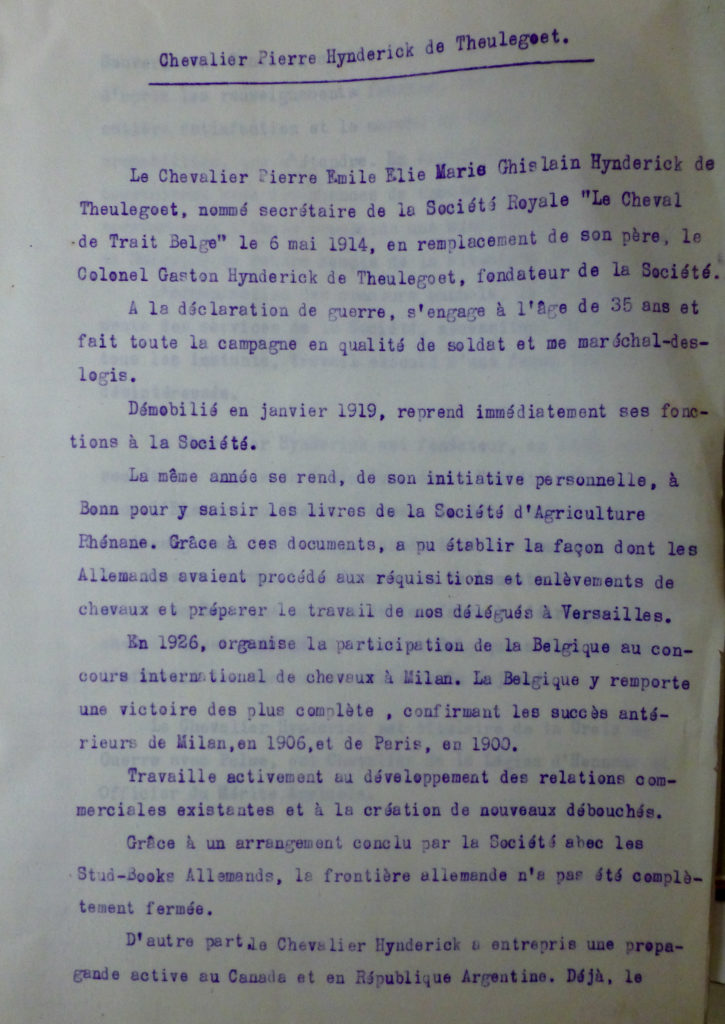 Chevalier Pierre Hynderick de Theulegoet.
Le Chevalier Pierre Emile Elie Marie Ghislain Hynderick de
Theulegoet, nommé secrétaire de la Société Royale "Le Cheval
de Trait Belge" le 6 mai 1914, en remplacement de son père, le
Colonel Gaston Hynderick de Theulegoet, fondateur de la Société.
A la déclaration de guerre, s'engage à l'âge de 35 ans et
fait toute la campagne en qualité de soldat et me maréchal-des-
logis.
Démobilié en janvier 1919, reprend immédiatement ses fonc-
tions à la Société.
La même année se rend, de son initiative personnelle, à
Bonn pour y saisir les livres de la Société d'Agriculture
Rhénane. Grâce à ces documents, a pu établir la façon dont les
Allemands avaient procédé aux réquisitions et enlèvements de
chevaux et préparer le travail de nos délégués à Versailles.
En 1926, organise la participation de la Belgique au con-
cours international de chevaux à Milan. La Belgique y remporte
une victoire des plus complète , confirmant les succès anté-
rieurs de Milan,en 1906,et de Paris, en 1900.
Travaille activement au développement des relations com-
merciales existantes et à la création de nouveaux débouchés.
Grâce à un arrangement conclu par la Société abec les
Stud-Books Allemands, la frontière allemande n'a pas été complè-
tement fermée.
D'autre part,le Chevalier Hynderick a entrepris une propa-
gande active au Canada et en République Argentine. Déjà, le